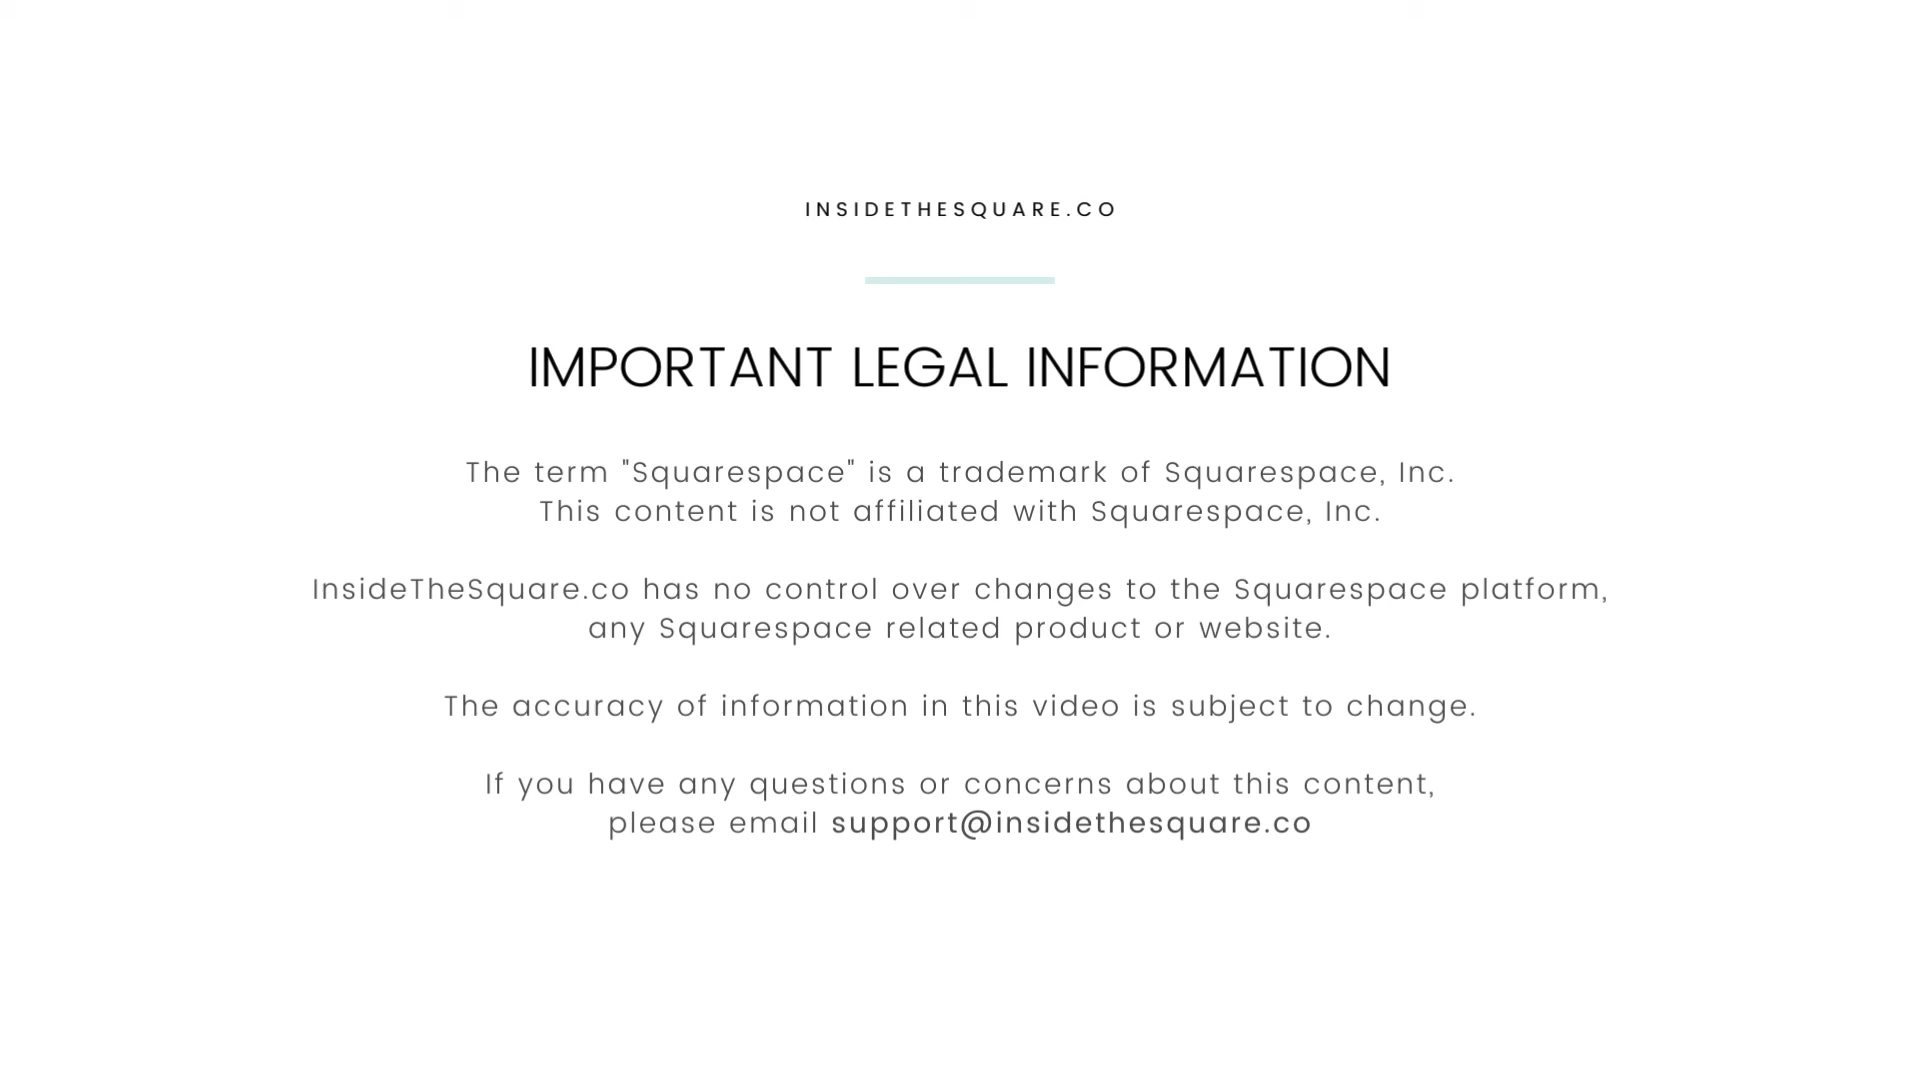 INSIDETHESQUARE.CO
IMPORTANT LEGAL INFORMATION
The term "Squarespace" is a trademark of Squarespace, Inc.
This content is not affiliated with Squarespace, Inc.
InsideTheSquare.co has no control over changes to the Squarespace platform,
any Squarespace related product or website.
The accuracy of information in this video is subject to change.
If you have any questions or concerns about this content,
please email support@insidethesquare.co